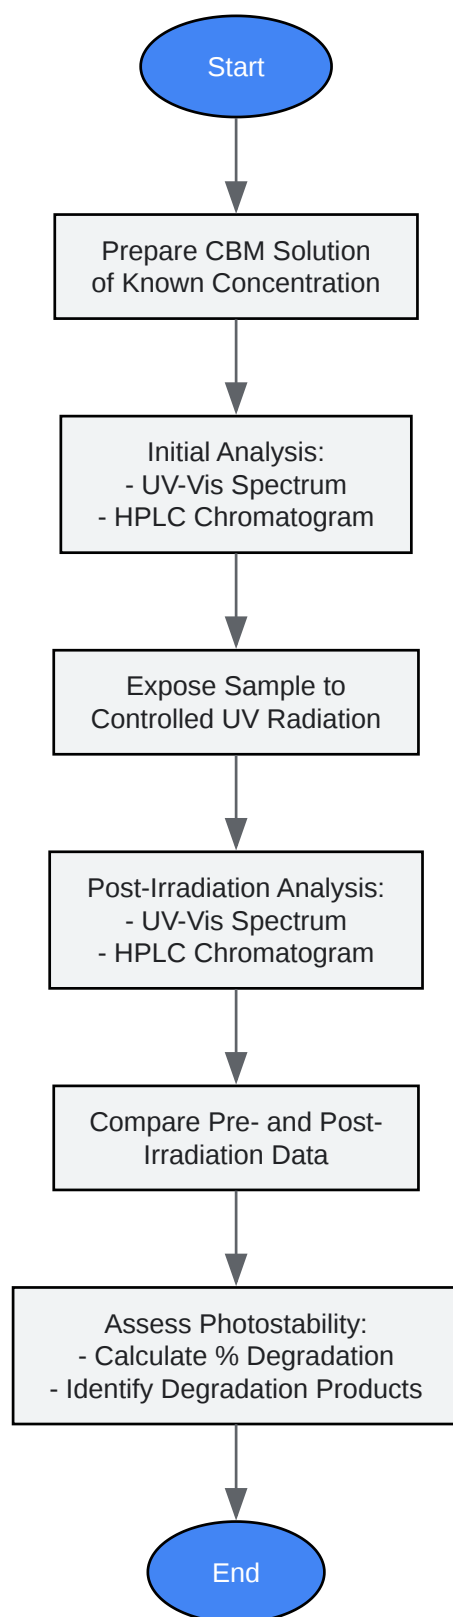 Start
Prepare CBM Solution
of Known Concentration
Initial Analysis:
- UV-Vis Spectrum
- HPLC Chromatogram
Expose Sample to
Controlled UV Radiation
Post-Irradiation Analysis:
- UV-Vis Spectrum
- HPLC Chromatogram
Compare Pre- and Post-
Irradiation Data
Assess Photostability:
- Calculate % Degradation
- Identify Degradation Products
End